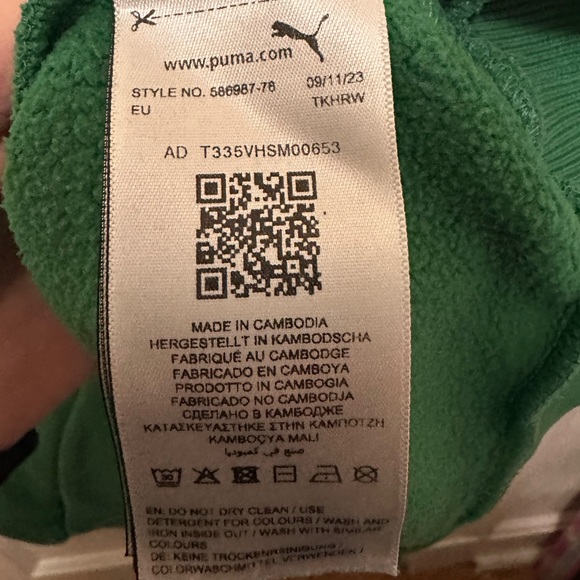 www.puma.com
STYLE NO. 586987-76 09/11/23
EU TKHRW
AD T335VHSM00653
MADE IN CAMBODIA
HERGESTELLT IN KAMBODSCHA
FABRIQUÉ AU CAMBODGE
FABRICADO EN CAMBOYA
PRODOTTO IN CAMBOGIA
FABRICADO NO CAMBODJA
СДЕЛАНО В КАМБОДЖЕ
ΚΑΤΑΣΚΕΥΑΣΤΗΚΕ ΣΤΗΝ ΚΑΜΠΟΤΖΗ
KAMBOÇYA MALI
صنع في كمبوديا
30
EN: DO NOT DRY CLEAN / USE
DETERGENT FOR COLOURS / WASH AND
IRON INSIDE OUT / WASH WITH SIMILAR
COLOURS
DE: KEINE TROCKENREINIGUNG /
COLORWASCHMITTEL VERWENDEN /